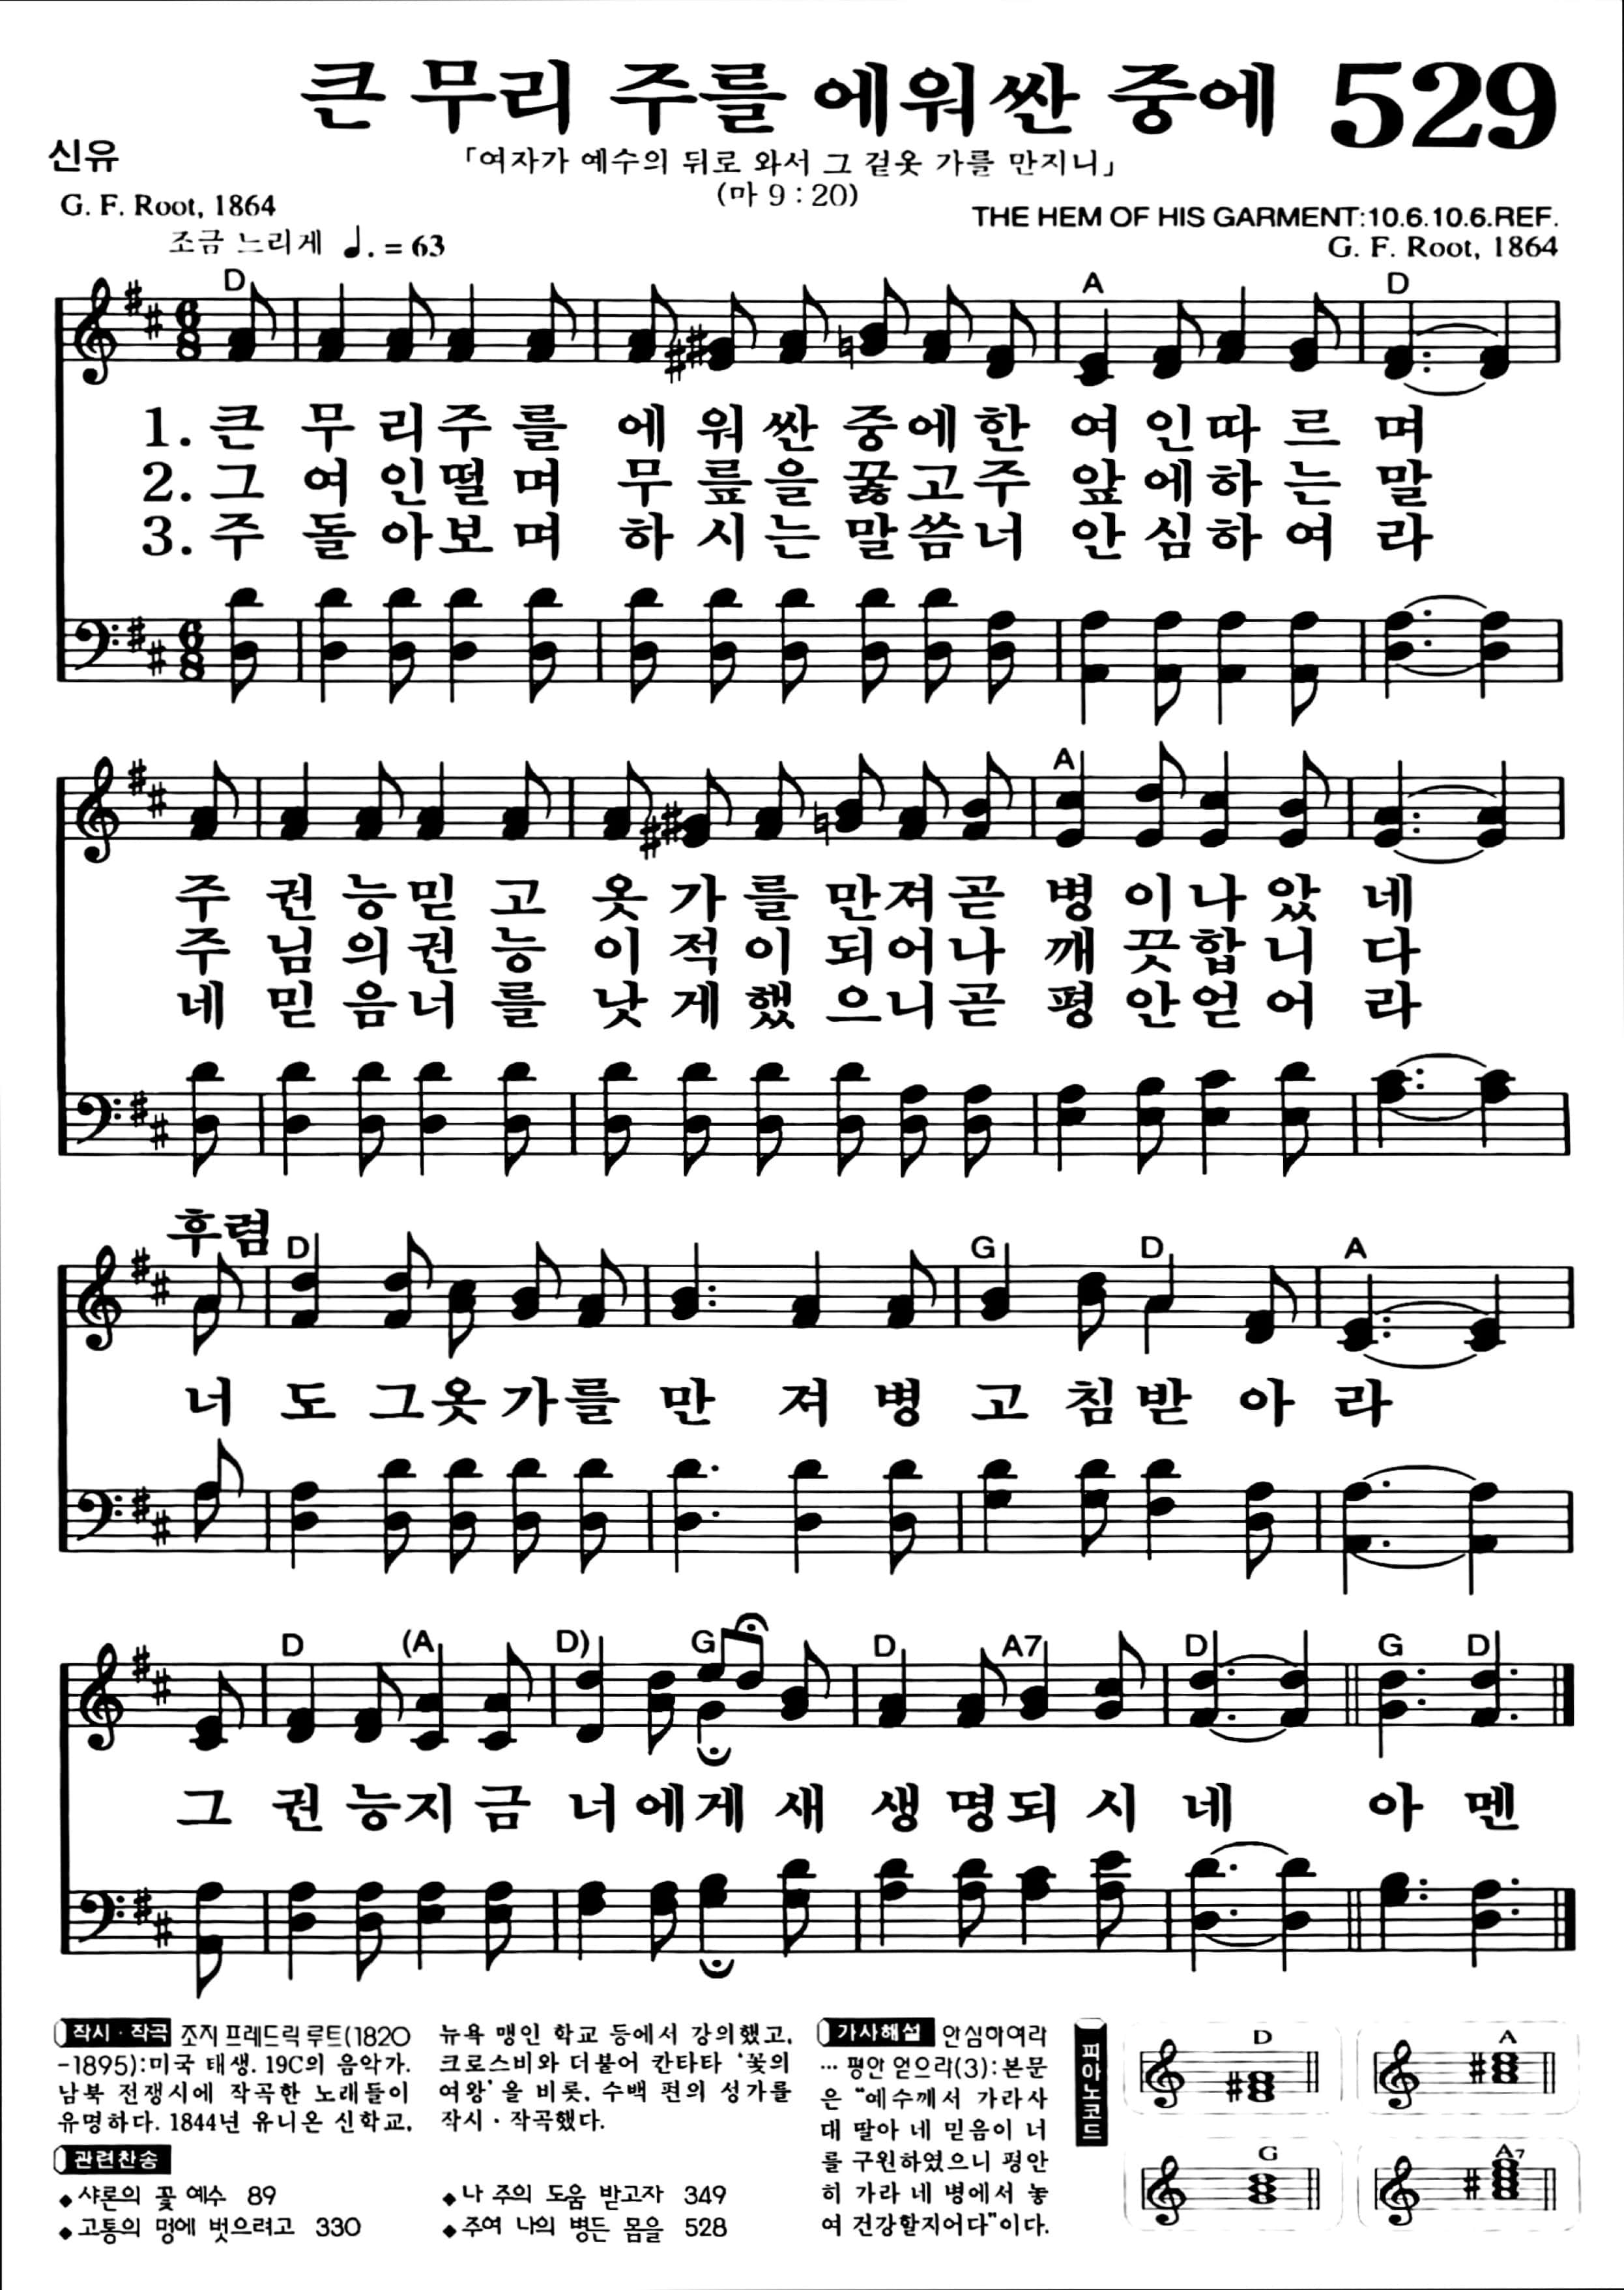 큰 무리 주를 에워싼 중에 529
신유
「여자가 예수의 뒤로 와서 그 겉옷 가를 만지니」
(마 9 : 20)
G. F. Root, 1864
THE HEM OF HIS GARMENT:10.6.10.6.REF.
조금 느리게 ♩. = 63
G. F. Root, 1864
D A D
6 8
1. 큰 무 리 주 를 에 워 싼 중 에 한 여 인 따 르 며
2. 그 여 인 떨 며 무 릎 을 꿇 고 주 앞 에 하 는 말
3. 주 돌 아 보 며 하 시 는 말 씀 너 안 심 하 여 라
6 8
A
주 권 능 믿 고 옷 가 를 만 져 곧 병 이 나 았 네
주 님 의 권 능 이 적 이 되 어 나 깨 끗 합 니 다
네 믿 음 너 를 낫 게 했 으 니 곧 평 안 얻 어 라
후렴 D G D A
너 도 그 옷 가 를 만 져 병 고 침 받 아 라
D (A D) G D A7 D G D
그 권 능 지 금 너 에 게 새 생 명 되 시 네 아 멘
작시 · 작곡 조지 프레드릭 루트(1820
-1895):미국 태생. 19C의 음악가.
남북 전쟁시에 작곡한 노래들이
유명하다. 1844년 유니온 신학교,
뉴욕 맹인 학교 등에서 강의했고,
크로스비와 더불어 칸타타 '꽃의
여왕'을 비롯, 수백 편의 성가를
작시 · 작곡했다.
관련찬송
◆샤론의 꽃 예수 89
◆고통의 멍에 벗으려고 330
◆나 주의 도움 받고자 349
◆주여 나의 병든 몸을 528
가사해설 안심하여라
… 평안 얻으라(3):본문
은 "예수께서 가라사
대 딸아 네 믿음이 너
를 구원하였으니 평안
히 가라 네 병에서 놓
여 건강할지어다"이다.
피아노코드
D A
G A7